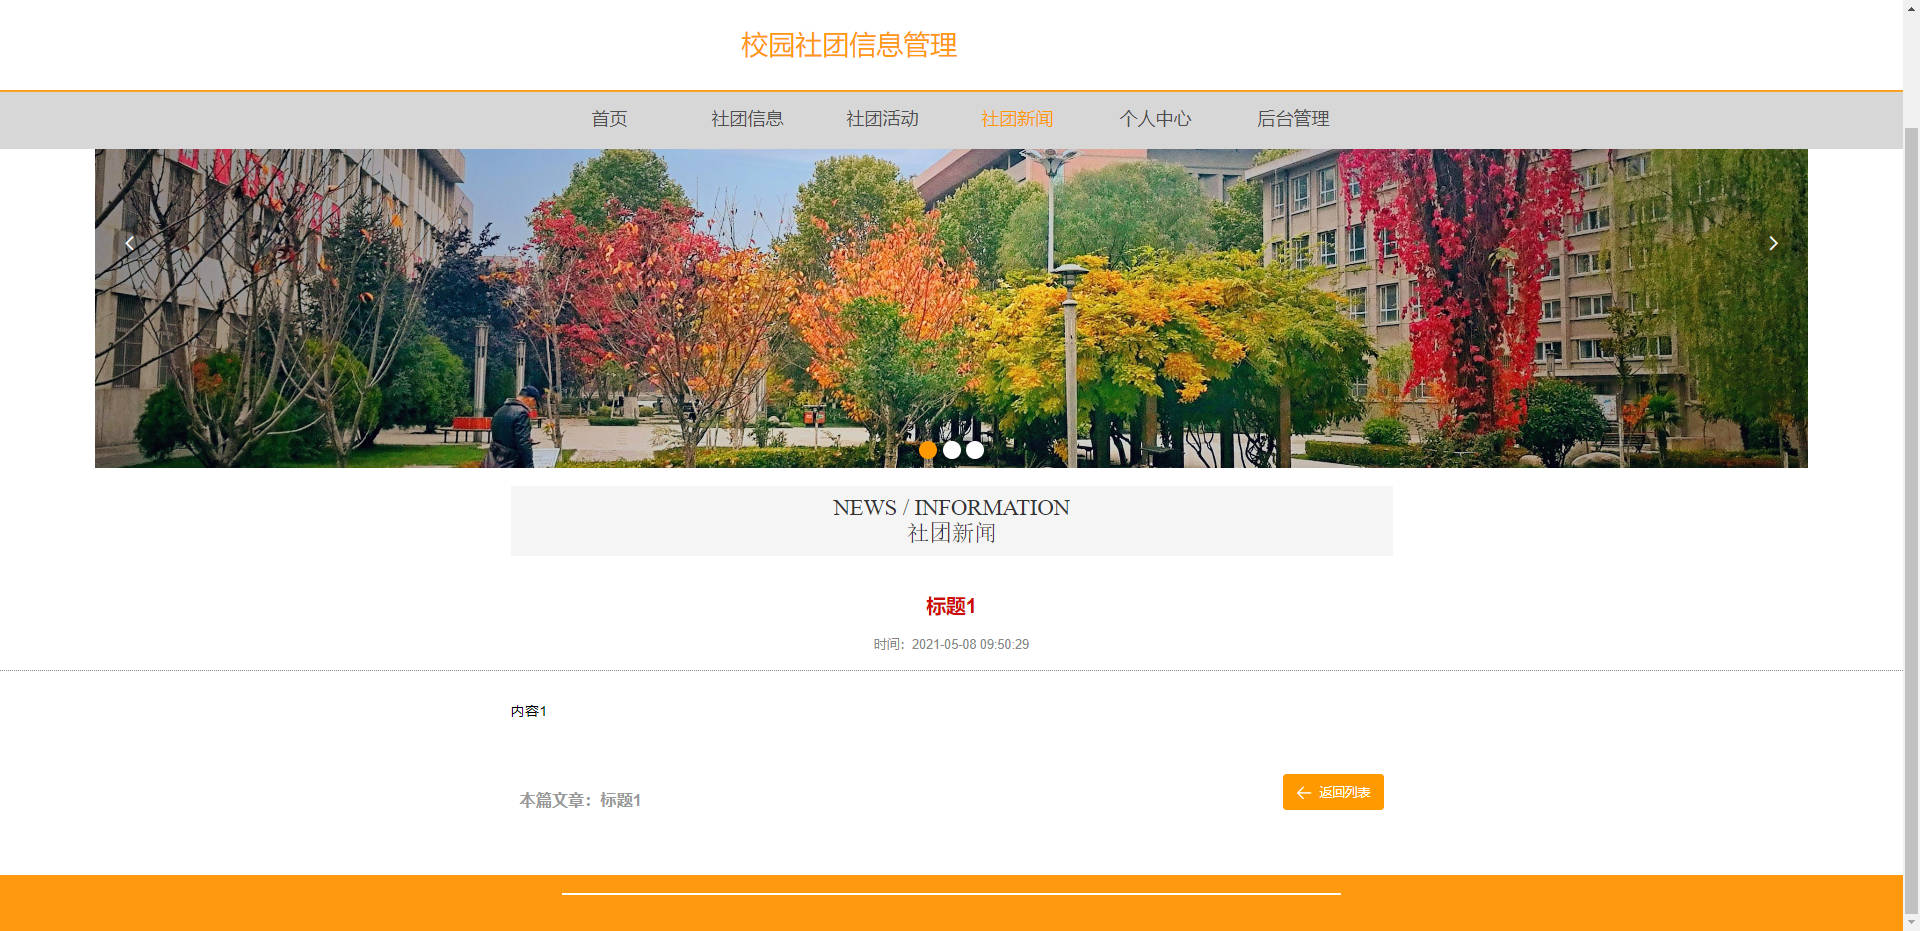 校园社团信息管理
首页 社团信息 社团活动 社团新闻 个人中心 后台管理
NEWS / INFORMATION
社团新闻
标题1
时间：2021-05-08 09:50:29
内容1
本篇文章：标题1
返回列表